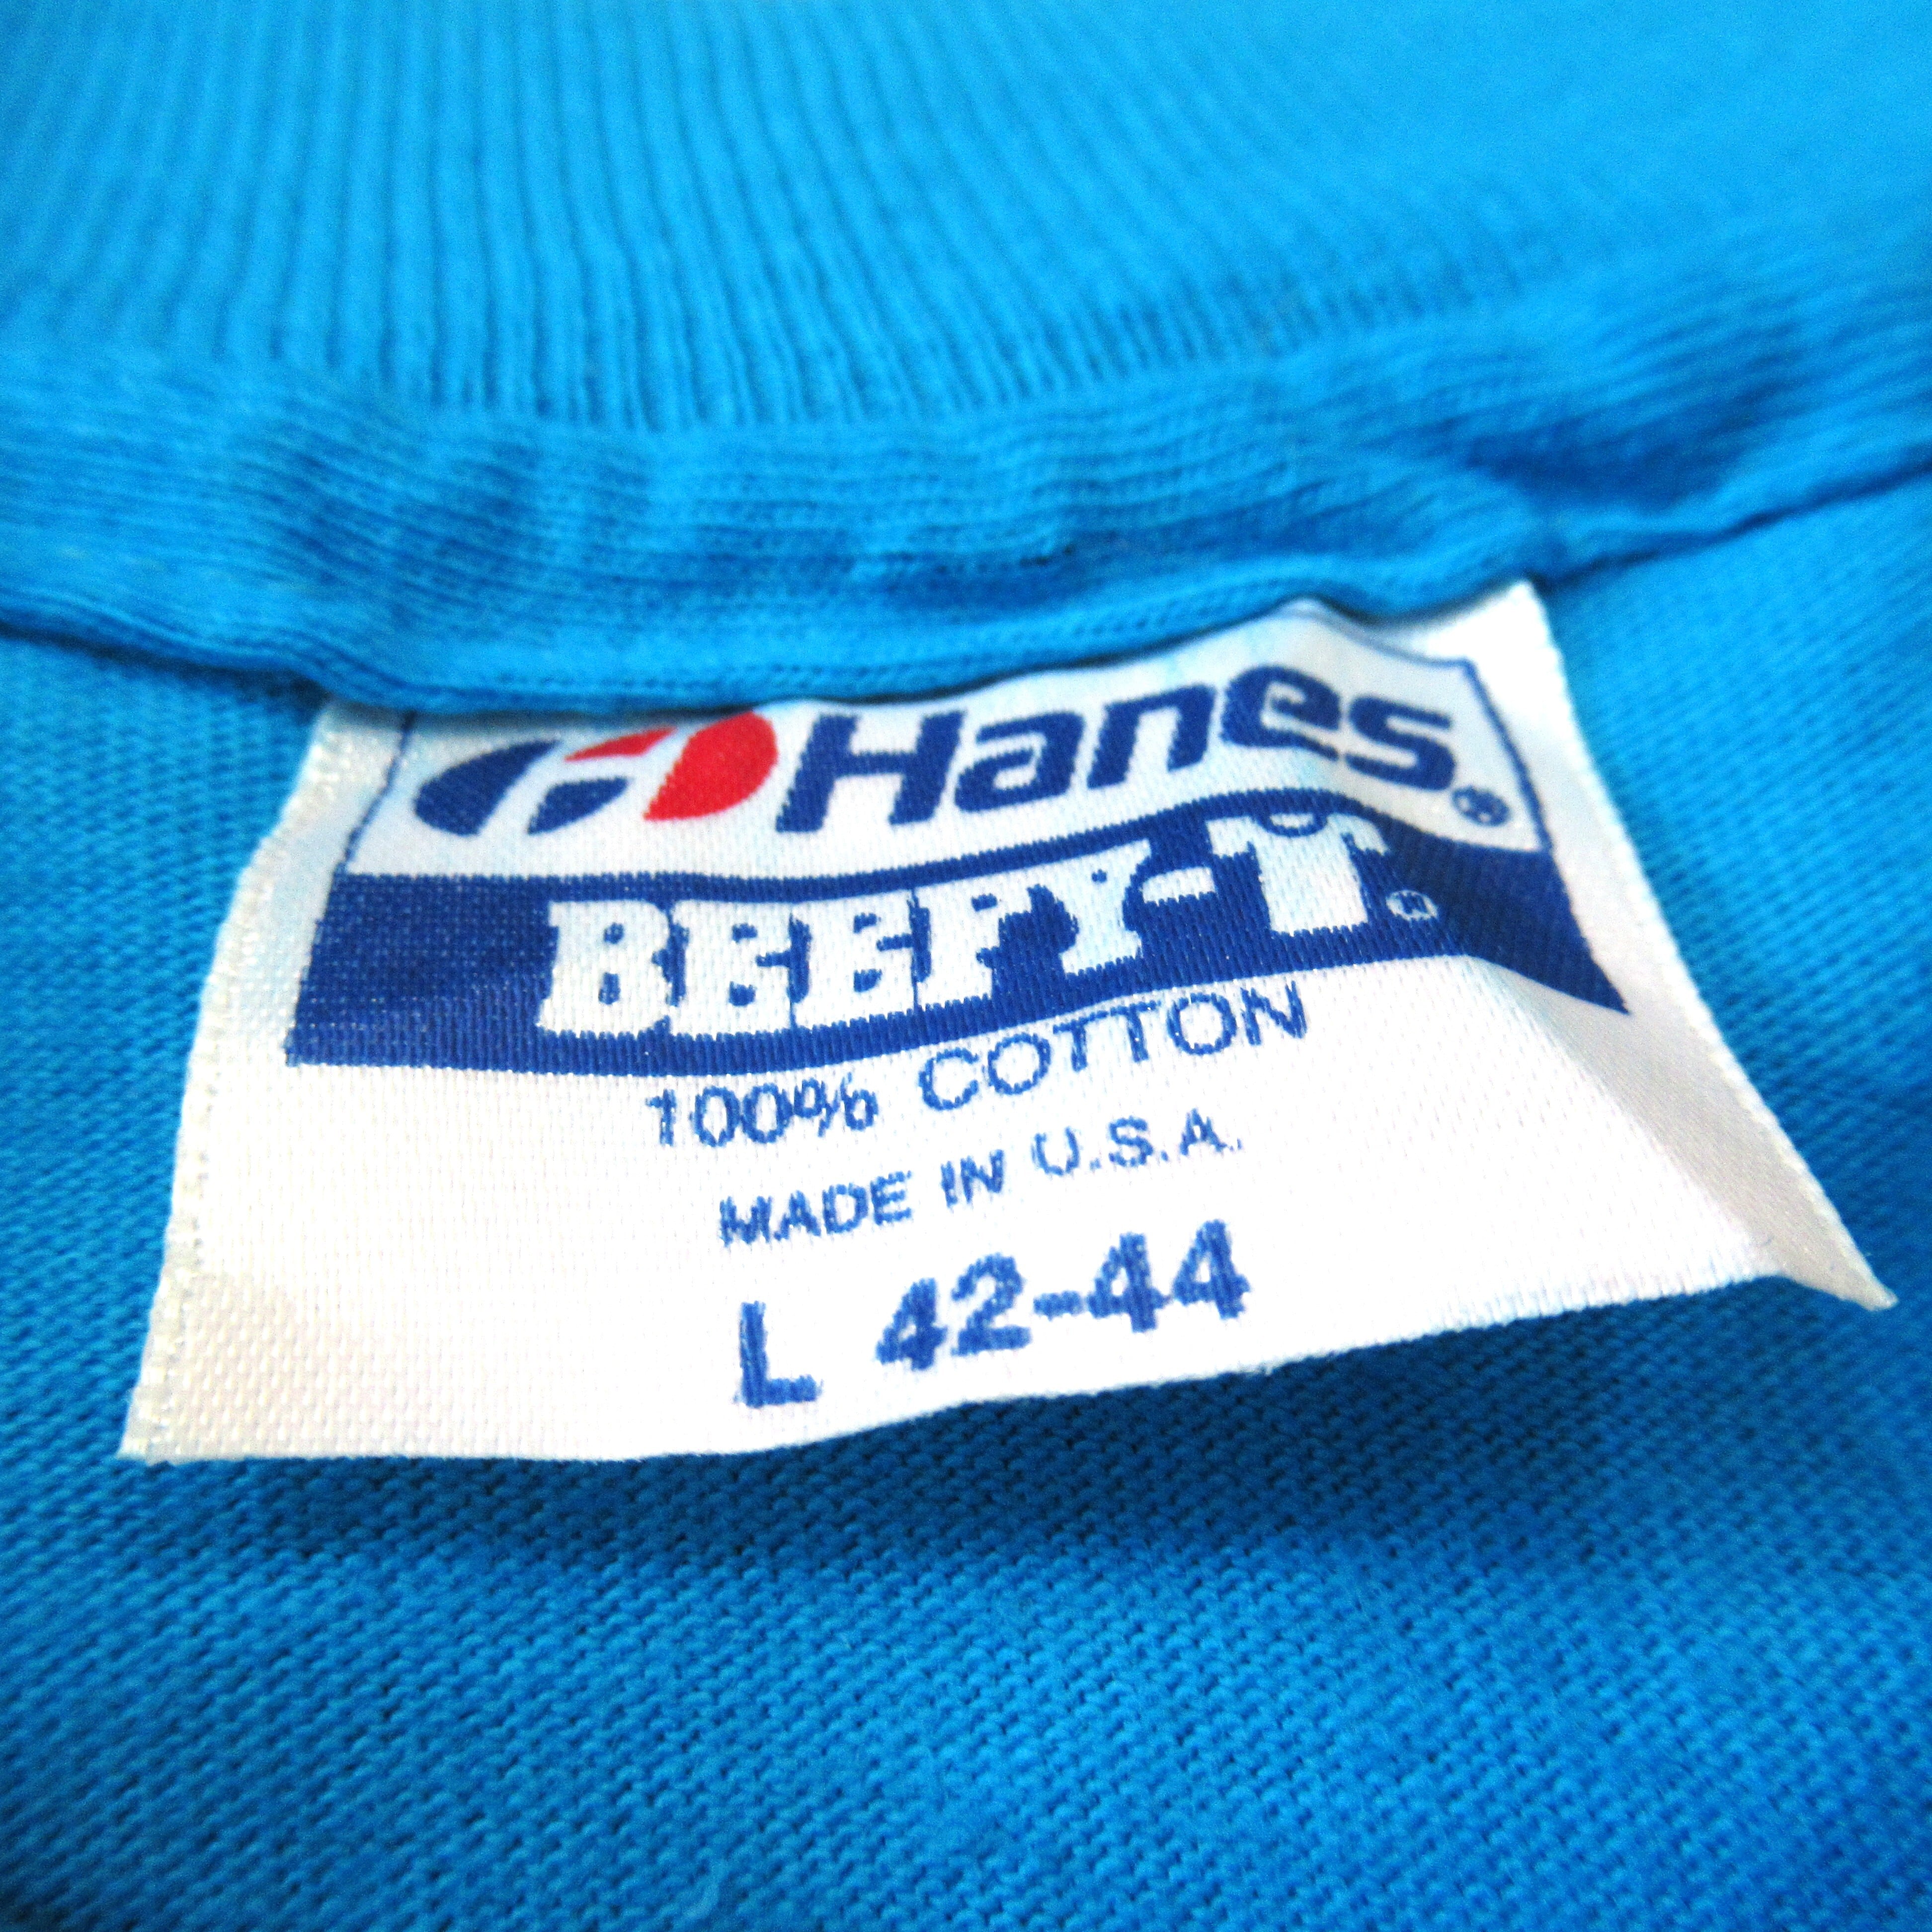 Hanes®
BEEFY-T®
100% COTTON
MADE IN U.S.A.
L 42-44